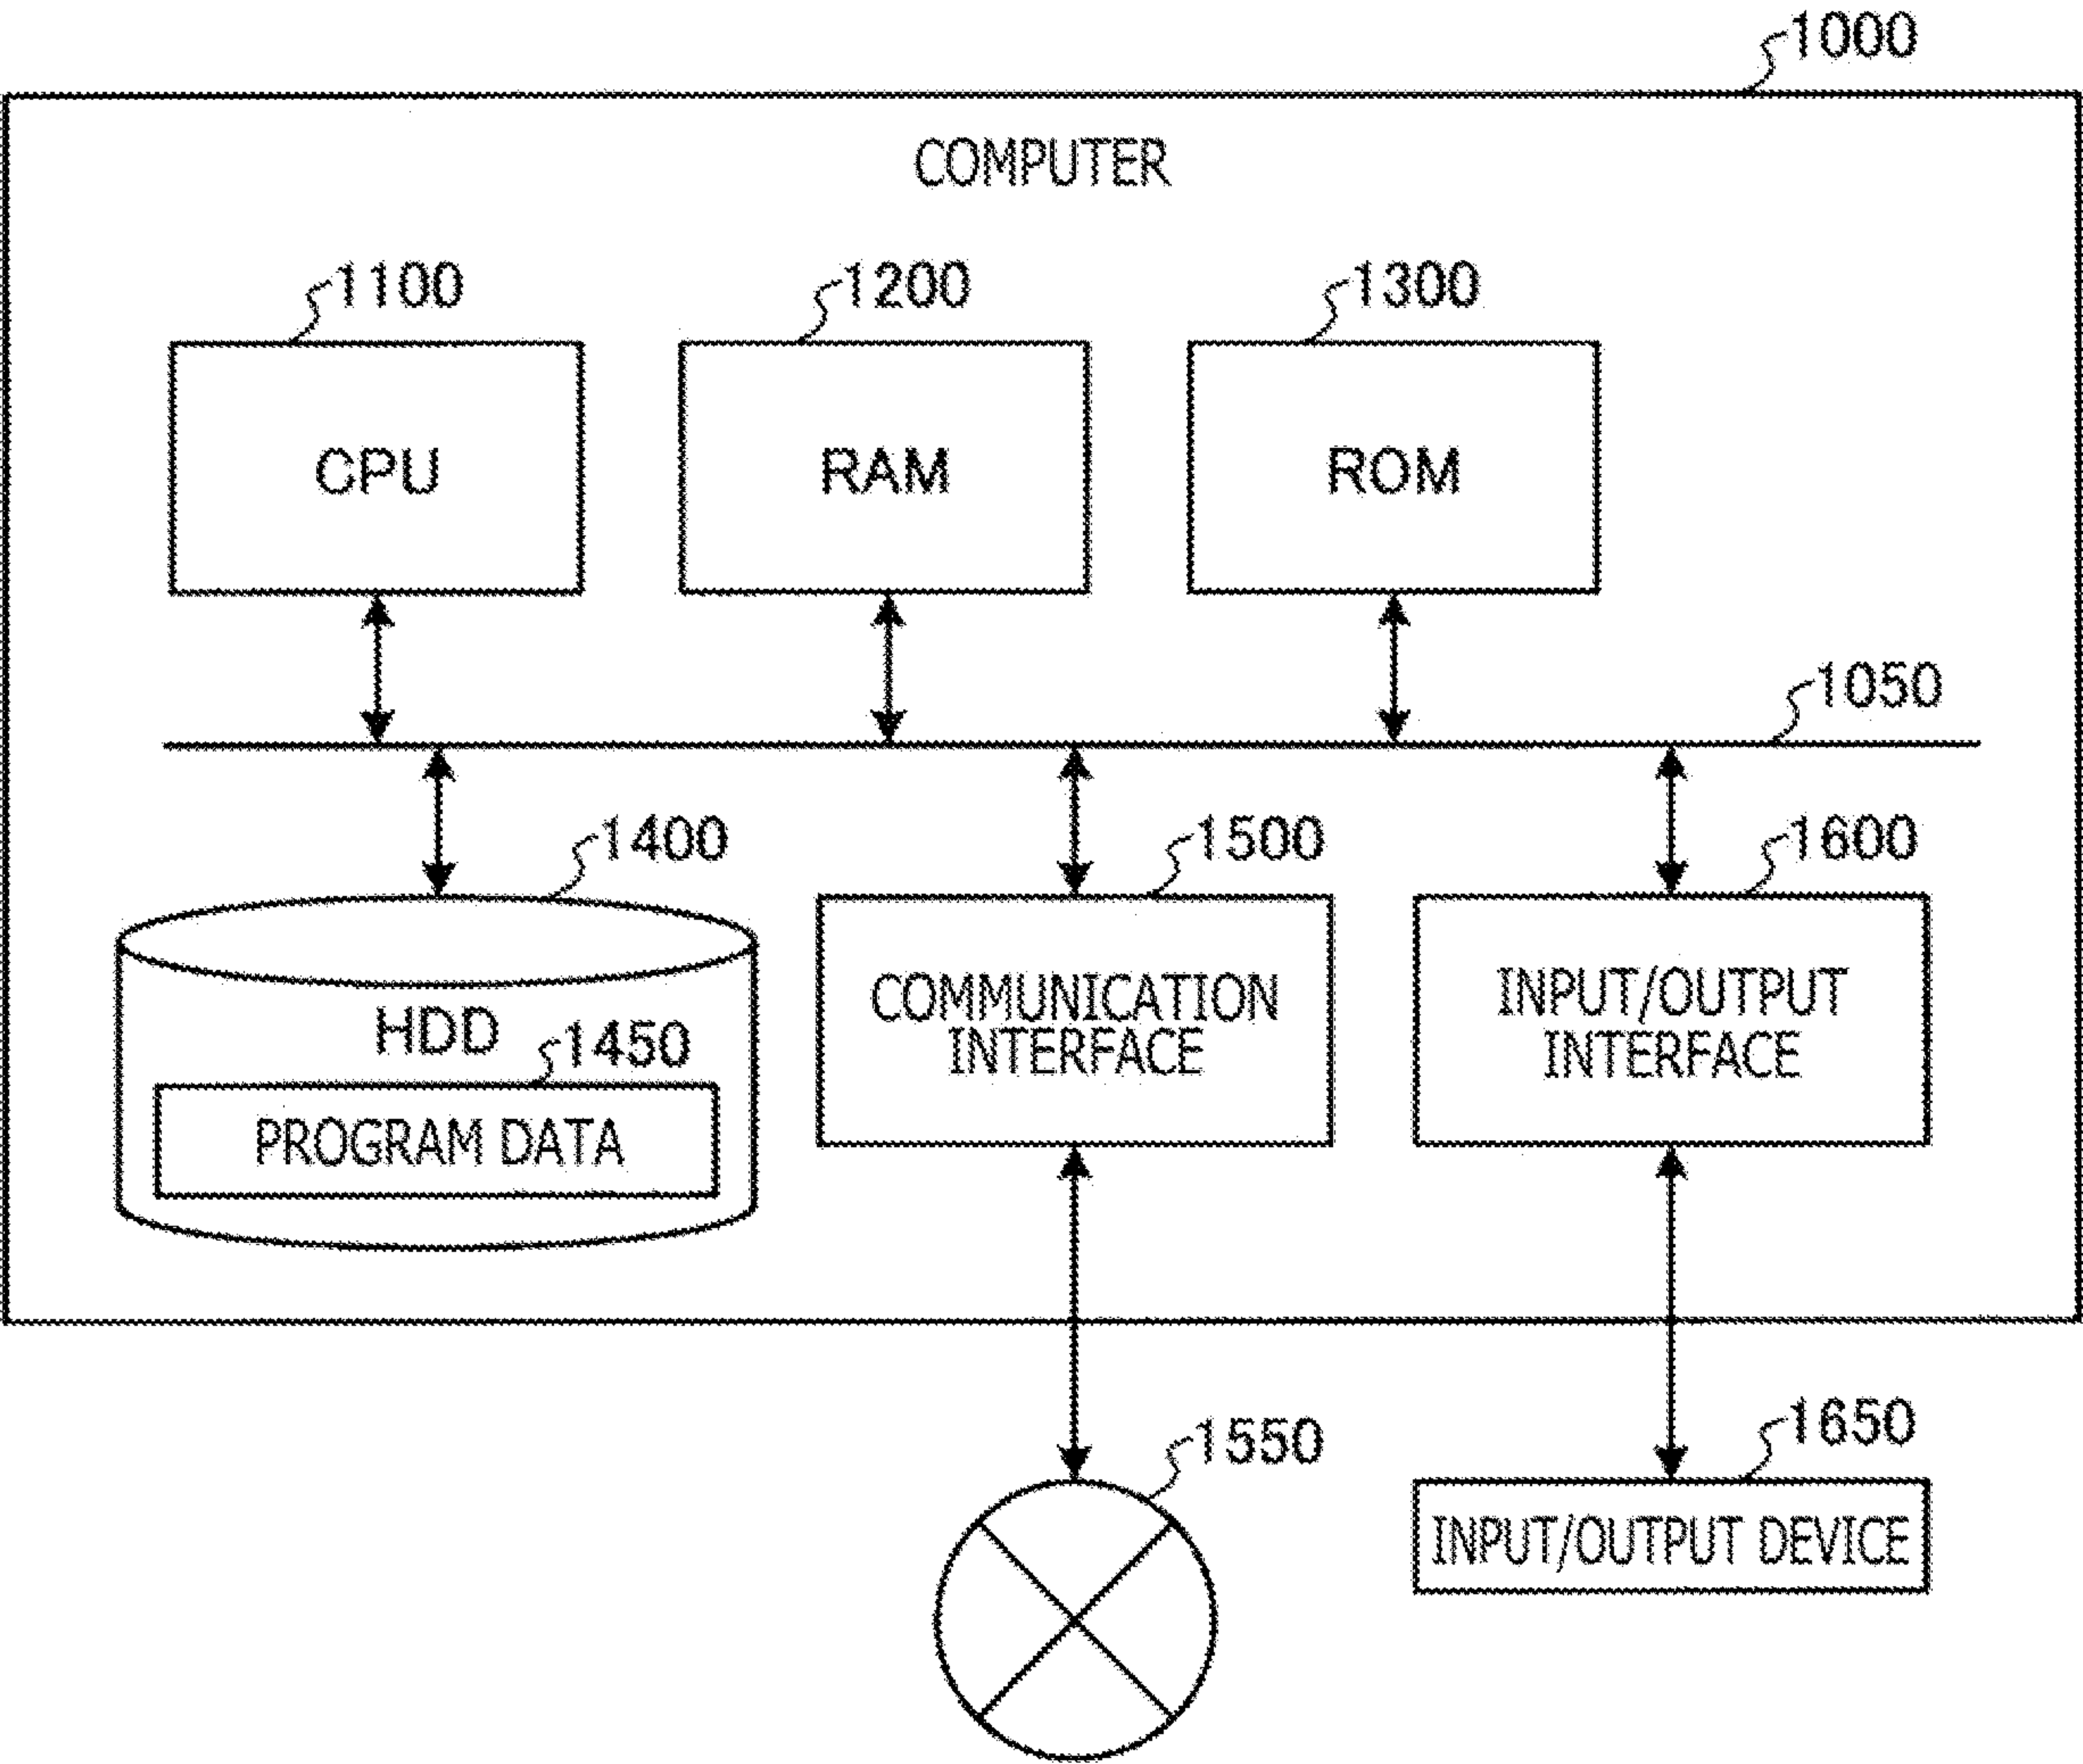 1000
COMPUTER
1100
1200
1300
CPU
RAM
ROM
1050
1400
1500
1600
HDD
1450
PROGRAM DATA
COMMUNICATION
INTERFACE
INPUT/OUTPUT
INTERFACE
1550
1650
INPUT/OUTPUT DEVICE